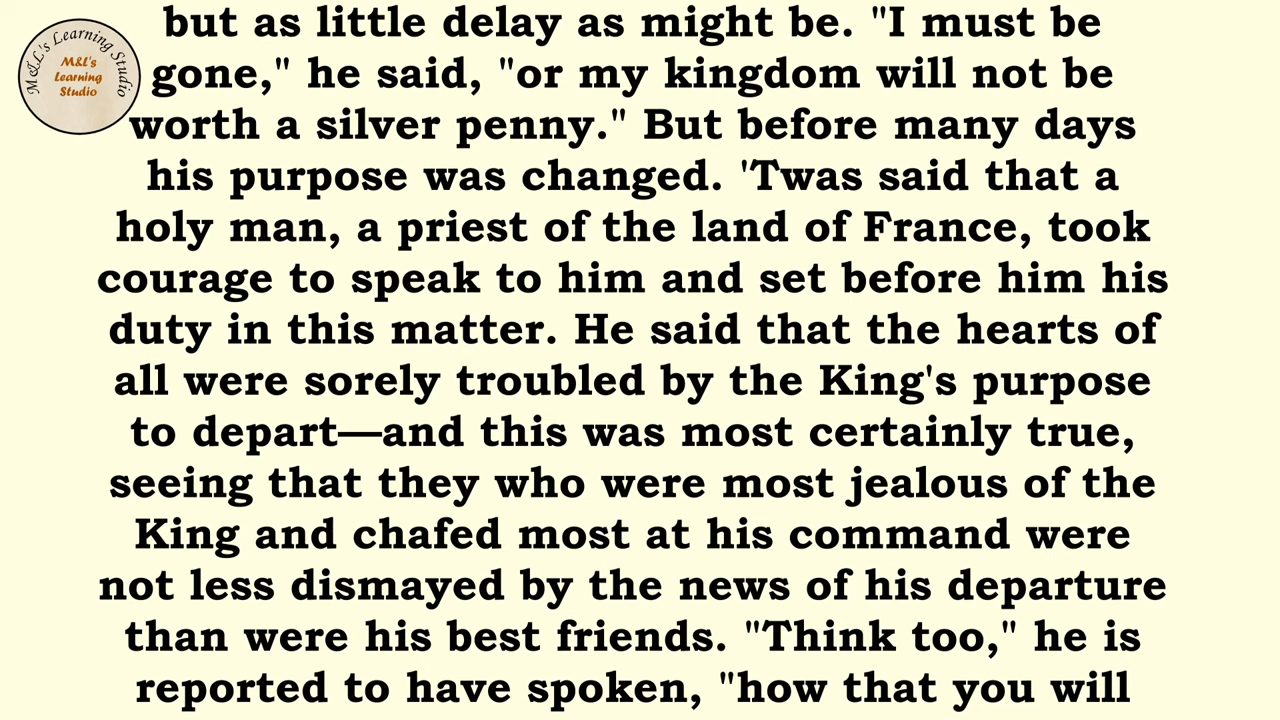 M&L's Learning Studio
M&L's
Learning
Studio
but as little delay as might be. "I must be
gone," he said, "or my kingdom will not be
worth a silver penny." But before many days
his purpose was changed. 'Twas said that a
holy man, a priest of the land of France, took
courage to speak to him and set before him his
duty in this matter. He said that the hearts of
all were sorely troubled by the King's purpose
to depart—and this was most certainly true,
seeing that they who were most jealous of the
King and chafed most at his command were
not less dismayed by the news of his departure
than were his best friends. "Think too," he is
reported to have spoken, "how that you will